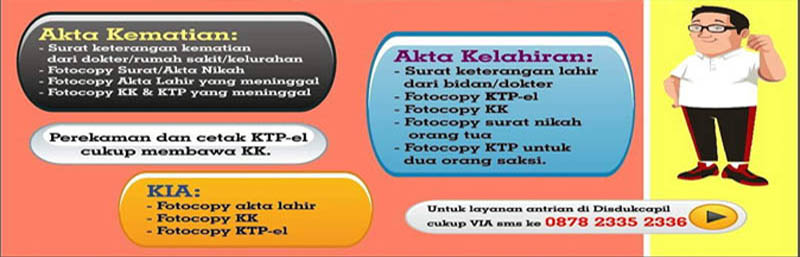 Akta Kematian:
- Surat keterangan kematian
dari dokter/rumah sakit/kelurahan
- Fotocopy Surat/Akta Nikah
- Fotocopy Akta Lahir yang meninggal
- Fotocopy KK & KTP yang meninggal
Perekaman dan cetak KTP-el
cukup membawa KK.
KIA:
- Fotocopy akta lahir
- Fotocopy KK
- Fotocopy KTP-el
Akta Kelahiran:
- Surat keterangan lahir
dari bidan/dokter
- Fotocopy KTP-el
- Fotocopy KK
- Fotocopy surat nikah
orang tua
- Fotocopy KTP untuk
dua orang saksi.
Untuk layanan antrian di Disdukcapil
cukup VIA sms ke 0878 2335 2336